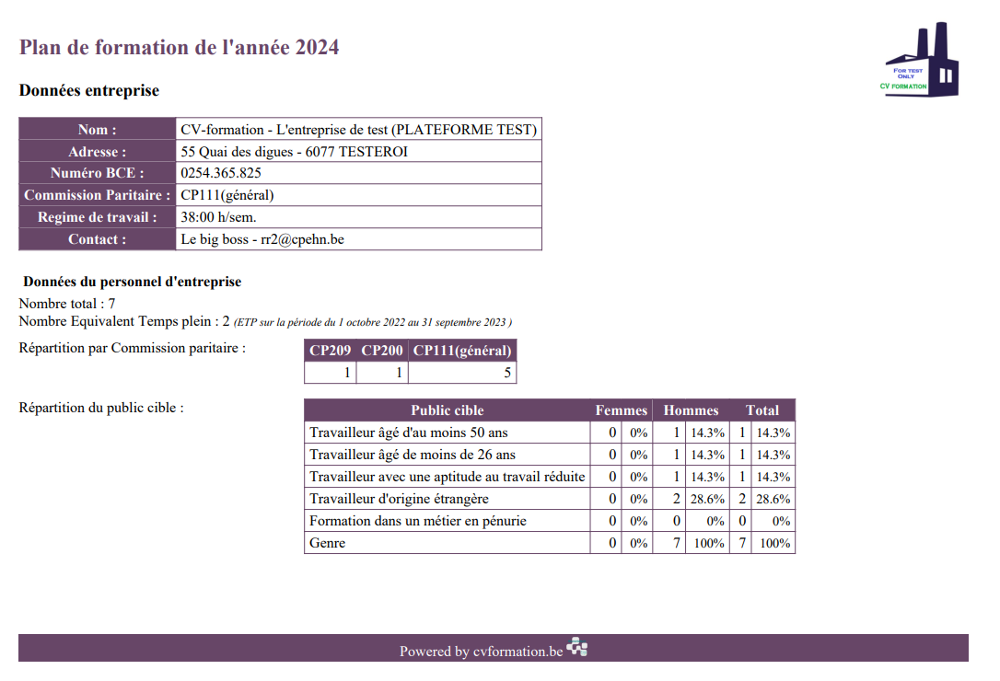 Plan de formation de l'année 2024
FOR TEST
ONLY
CV FORMATION
Données entreprise
Nom : CV-formation - L'entreprise de test (PLATEFORME TEST)
Adresse : 55 Quai des digues - 6077 TESTEROI
Numéro BCE : 0254.365.825
Commission Paritaire : CP111(général)
Regime de travail : 38:00 h/sem.
Contact : Le big boss - rr2@cpehn.be
Données du personnel d'entreprise
Nombre total : 7
Nombre Equivalent Temps plein : 2 (ETP sur la période du 1 octobre 2022 au 31 septembre 2023 )
Répartition par Commission paritaire :
CP209 CP200 CP111(général)
1 1 5
Répartition du public cible :
Public cible Femmes Hommes Total
Travailleur âgé d'au moins 50 ans 0 0% 1 14.3% 1 14.3%
Travailleur âgé de moins de 26 ans 0 0% 1 14.3% 1 14.3%
Travailleur avec une aptitude au travail réduite 0 0% 1 14.3% 1 14.3%
Travailleur d'origine étrangère 0 0% 2 28.6% 2 28.6%
Formation dans un métier en pénurie 0 0% 0 0% 0 0%
Genre 0 0% 7 100% 7 100%
Powered by cvformation.be